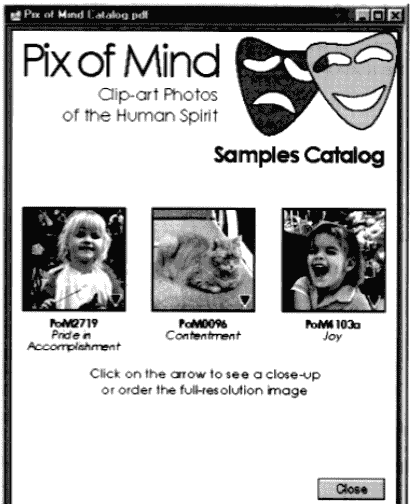 Pix of Mind Catalog.pdf
Pix of Mind
Clip-art Photos
of the Human Spirit
Samples Catalog
PoM2719
Pride in
Accomplishment
PoM0096
Contentment
PoM4103a
Joy
Click on the arrow to see a close-up
or order the full-resolution image
Close